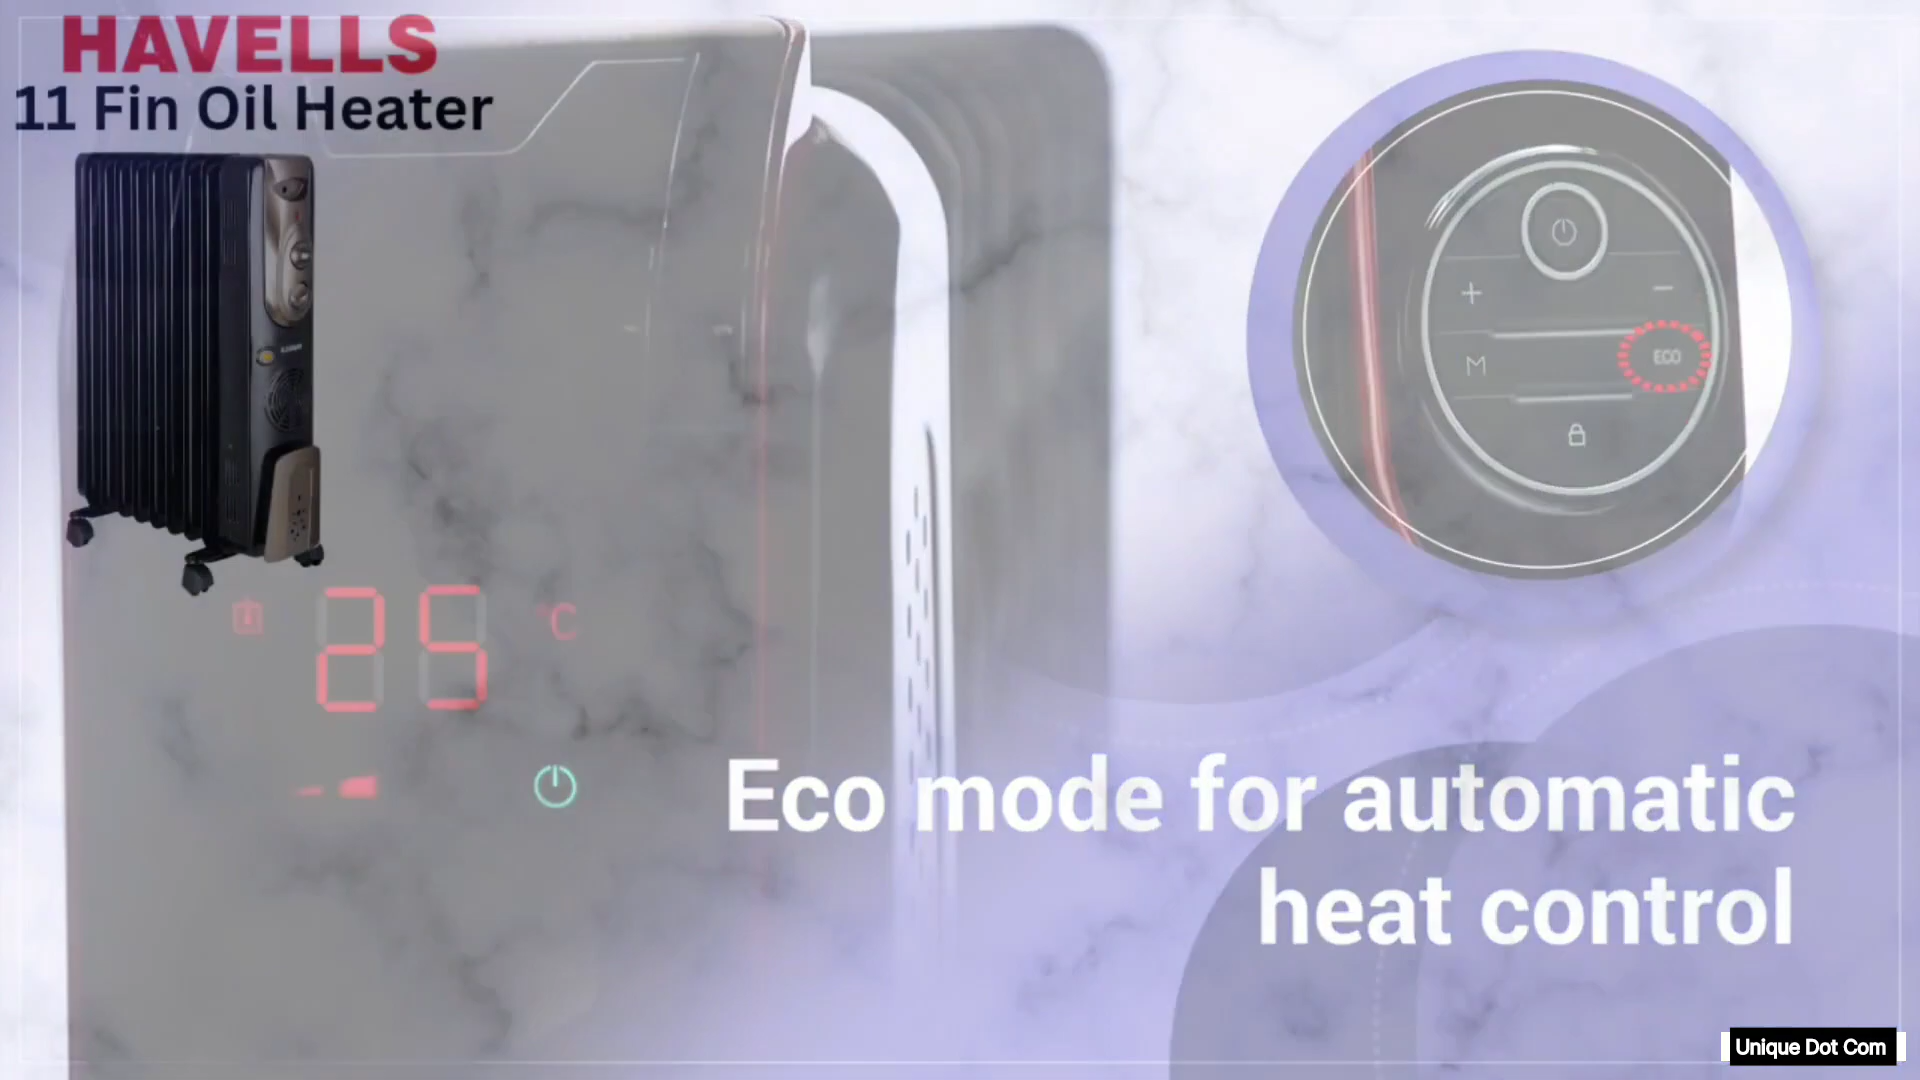 HAVELLS
11 Fin Oil Heater
+
−
M
ECO
25 °C
Eco mode for automatic
heat control
Unique Dot Com